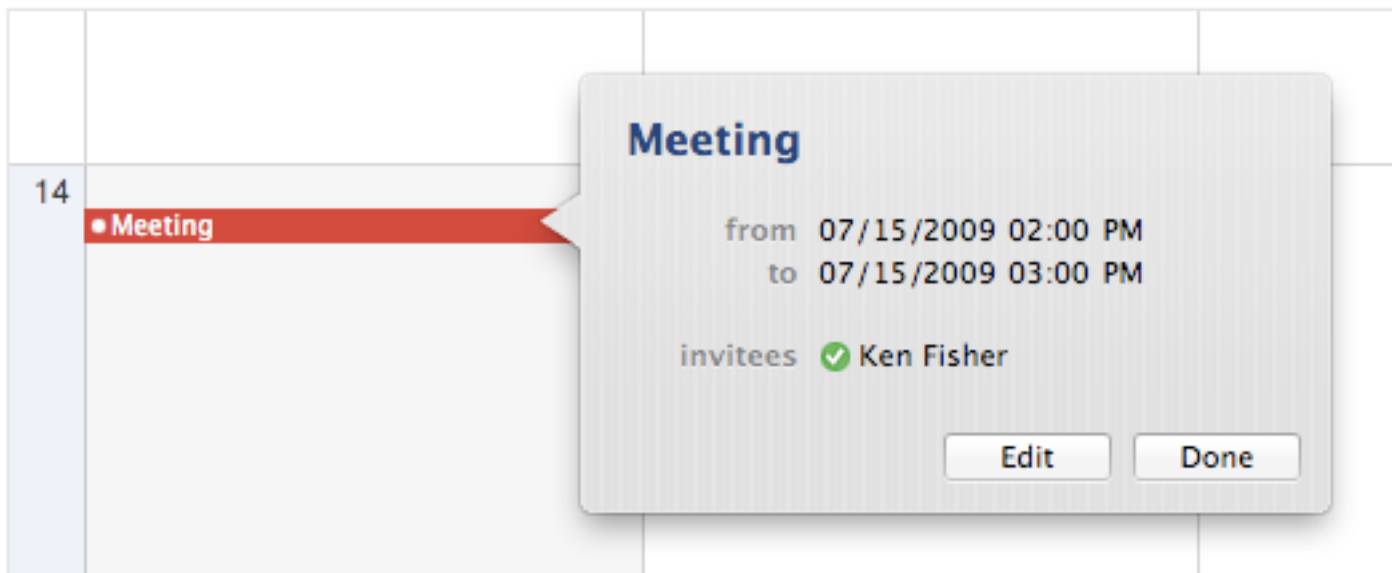 14
Meeting
Meeting
from 07/15/2009 02:00 PM
to 07/15/2009 03:00 PM
invitees Ken Fisher
Edit Done